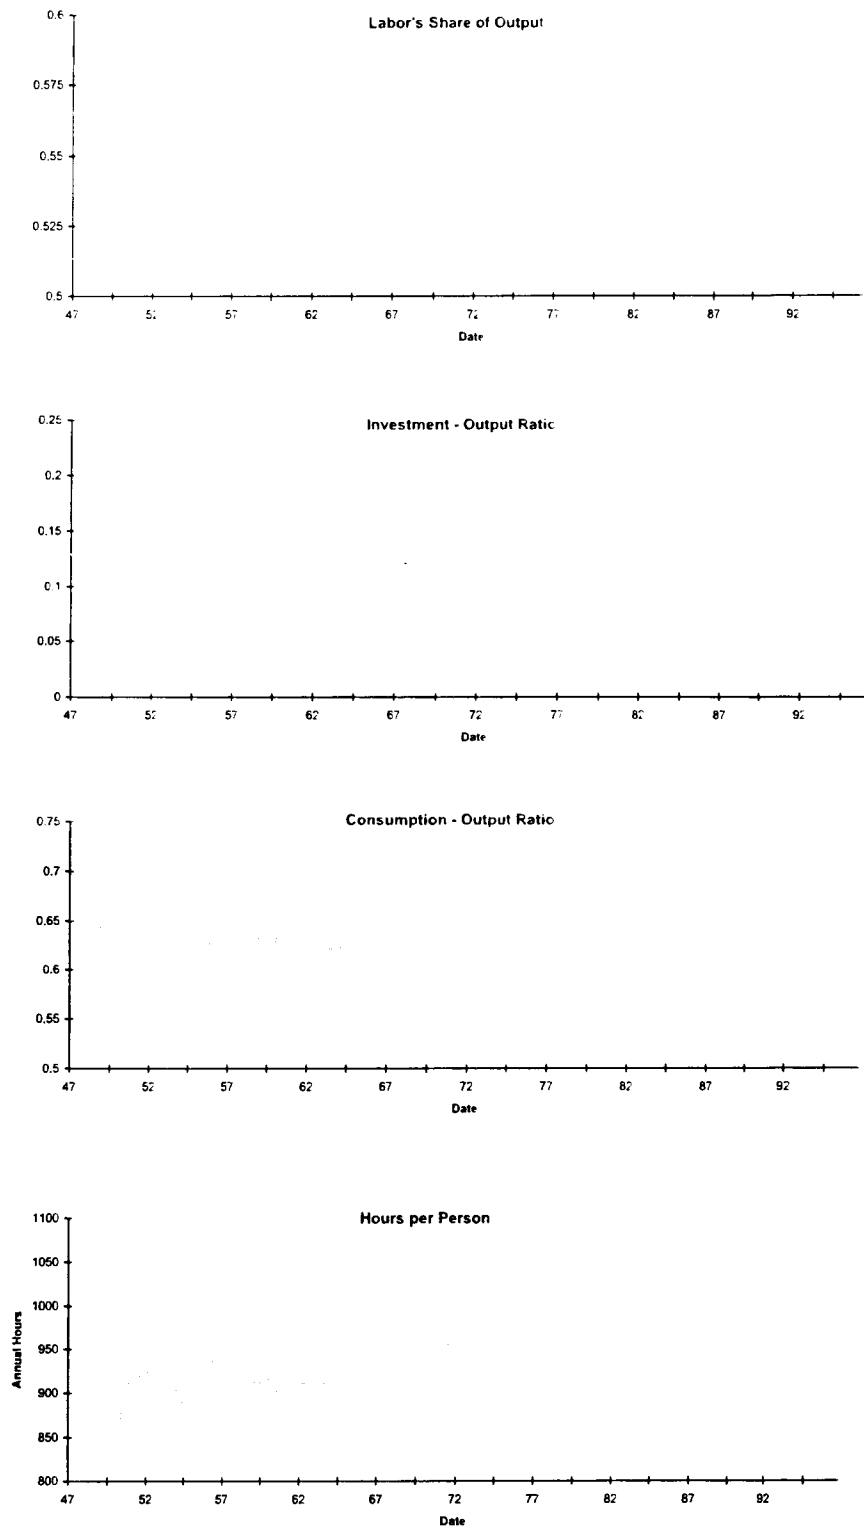 Labor's Share of Output
0.6
0.575
0.55
0.525
0.5
47 52 57 62 67 72 77 82 87 92
Date
Investment - Output Ratio
0.25
0.2
0.15
0.1
0.05
0
47 52 57 62 67 72 77 82 87 92
Date
Consumption - Output Ratio
0.75
0.7
0.65
0.6
0.55
0.5
47 52 57 62 67 72 77 82 87 92
Date
Hours per Person
Annual Hours
1100
1050
1000
950
900
850
800
47 52 57 62 67 72 77 82 87 92
Date